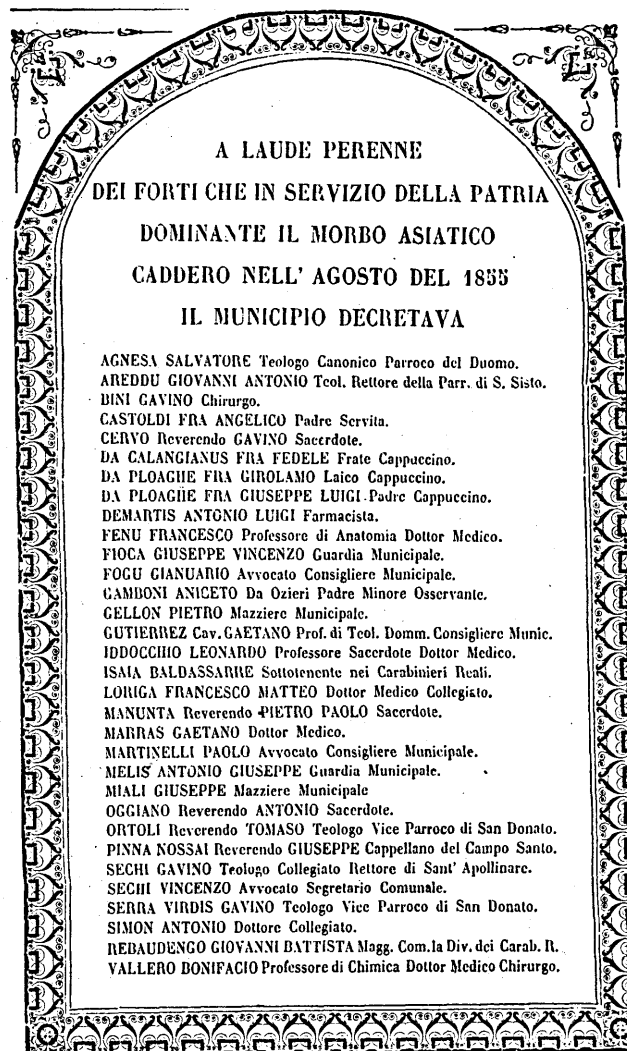 A LAUDE PERENNE
DEI FORTI CHE IN SERVIZIO DELLA PATRIA
DOMINANTE IL MORBO ASIATICO
CADDERO NELL' AGOSTO DEL 1855
IL MUNICIPIO DECRETAVA
AGNESA SALVATORE Teologo Canonico Parroco del Duomo.
AREDDU GIOVANNI ANTONIO Teol. Rettore della Parr. di S. Sisto.
BINI GAVINO Chirurgo.
CASTOLDI FRA ANGELICO Padre Servita.
CERVO Reverendo GAVINO Sacerdote.
DA CALANGIANUS FRA FEDELE Frate Cappuccino.
DA PLOAGHE FRA GIROLAMO Laico Cappuccino.
DA PLOAGHE FRA GIUSEPPE LUIGI Padre Cappuccino.
DEMARTIS ANTONIO LUIGI Farmacista.
FENU FRANCESCO Professore di Anatomia Dottor Medico.
FIOCA GIUSEPPE VINCENZO Guardia Municipale.
FOGU GIANUARIO Avvocato Consigliere Municipale.
GAMBONI ANICETO Da Ozieri Padre Minore Osservante.
GELLON PIETRO Mazziere Municipale.
GUTIERREZ Cav. GAETANO Prof. di Teol. Domm. Consigliere Munic.
IDDOCCHIO LEONARDO Professore Sacerdote Dottor Medico.
ISAIA BALDASSARRE Sottotenente nei Carabinieri Reali.
LORIGA FRANCESCO MATTEO Dottor Medico Collegiato.
MANUNTA Reverendo PIETRO PAOLO Sacerdote.
MARRAS GAETANO Dottor Medico.
MARTINELLI PAOLO Avvocato Consigliere Municipale.
MELIS ANTONIO GIUSEPPE Guardia Municipale.
MIALI GIUSEPPE Mazziere Municipale
OGGIANO Reverendo ANTONIO Sacerdote.
ORTOLI Reverendo TOMASO Teologo Vice Parroco di San Donato.
PINNA NOSSAI Reverendo GIUSEPPE Cappellano del Campo Santo.
SECHI GAVINO Teologo Collegiato Rettore di Sant' Apollinare.
SECHI VINCENZO Avvocato Segretario Comunale.
SERRA VIRDIS GAVINO Teologo Vice Parroco di San Donato.
SIMON ANTONIO Dottore Collegiato.
REBAUDENGO GIOVANNI BATTISTA Magg. Com.la Div. dei Carab. R.
VALLERO BONIFACIO Professore di Chimica Dottor Medico Chirurgo.